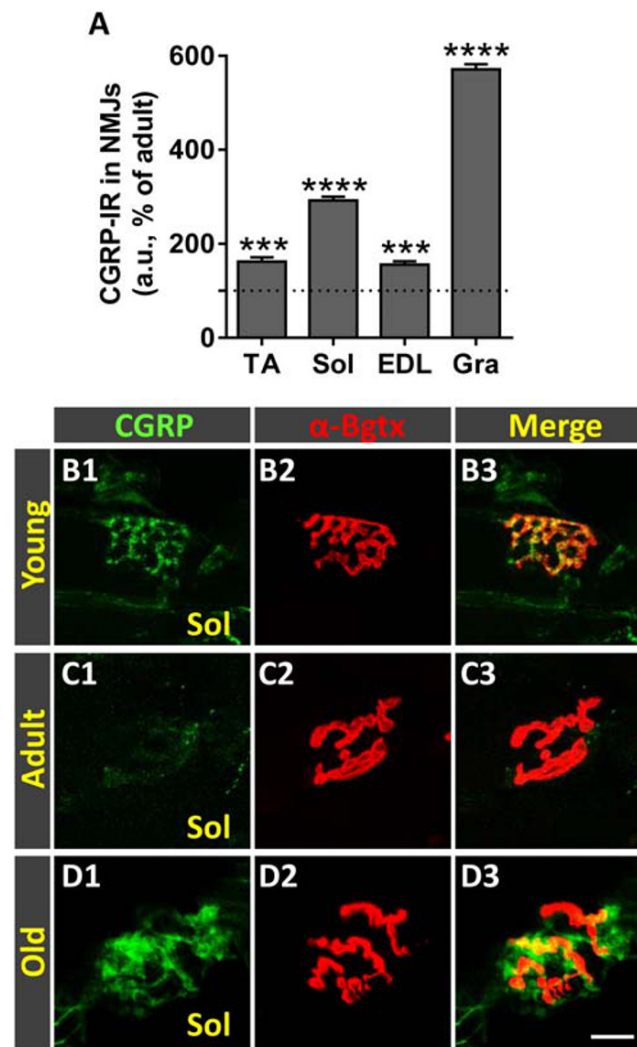 A
CGRP-IR in NMJs
(a.u., % of adult)
600
400
200
0
***
****
***
****
TA Sol EDL Gra
CGRP α-Bgtx Merge
Young
B1 B2 B3
Sol
Adult
C1 C2 C3
Sol
Old
D1 D2 D3
Sol